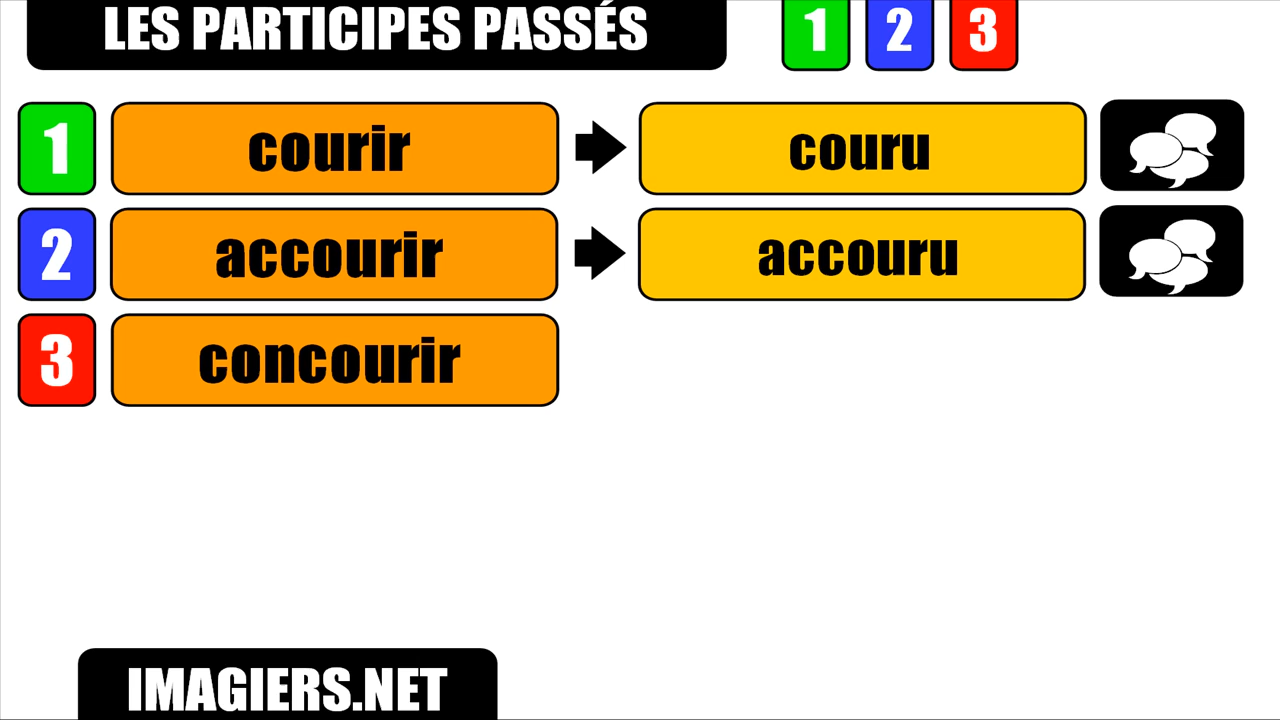 LES PARTICIPES PASSÉS 1 2 3
1 courir couru
2 accourir accouru
3 concourir
IMAGIERS.NET